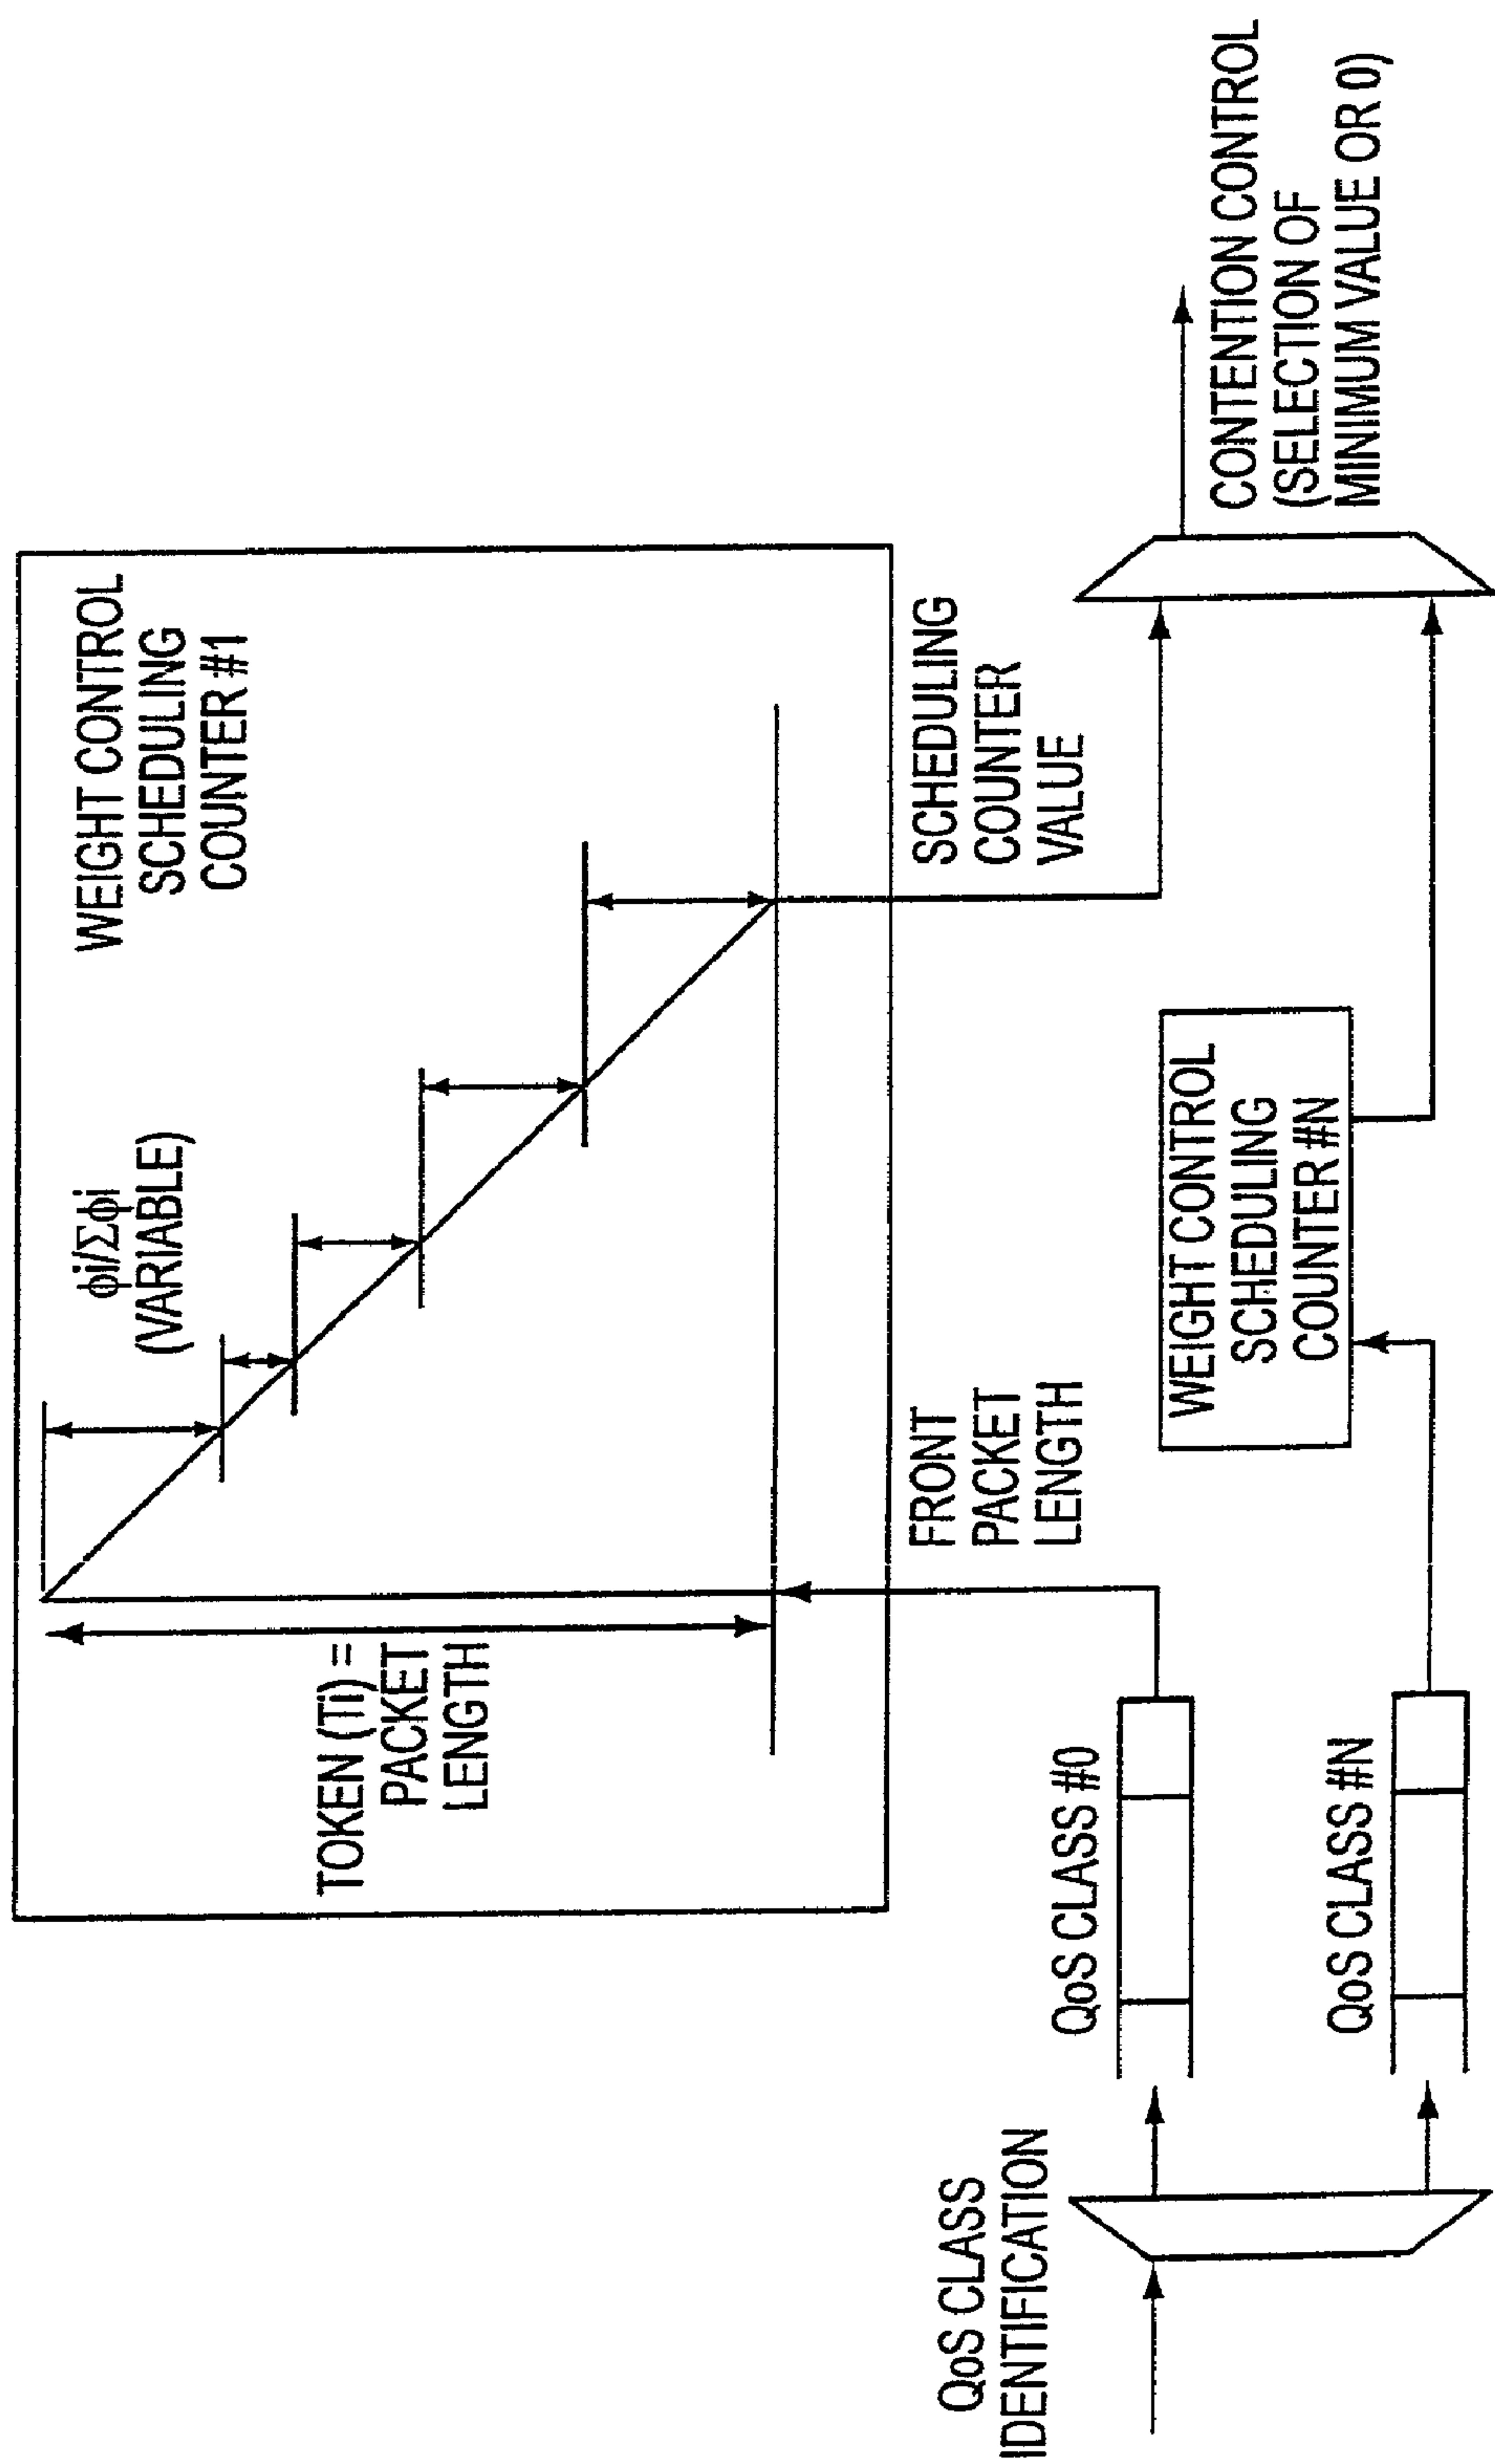 WEIGHT CONTROL
SCHEDULING
COUNTER #1
ϕi/Σϕi
(VARIABLE)
TOKEN (Ti) =
PACKET
LENGTH
FRONT
PACKET
LENGTH
SCHEDULING
COUNTER
VALUE
QoS CLASS
IDENTIFICATION
QoS CLASS #0
QoS CLASS #N
WEIGHT CONTROL
SCHEDULING
COUNTER #N
CONTENTION CONTROL
(SELECTION OF
MINIMUM VALUE OR 0)